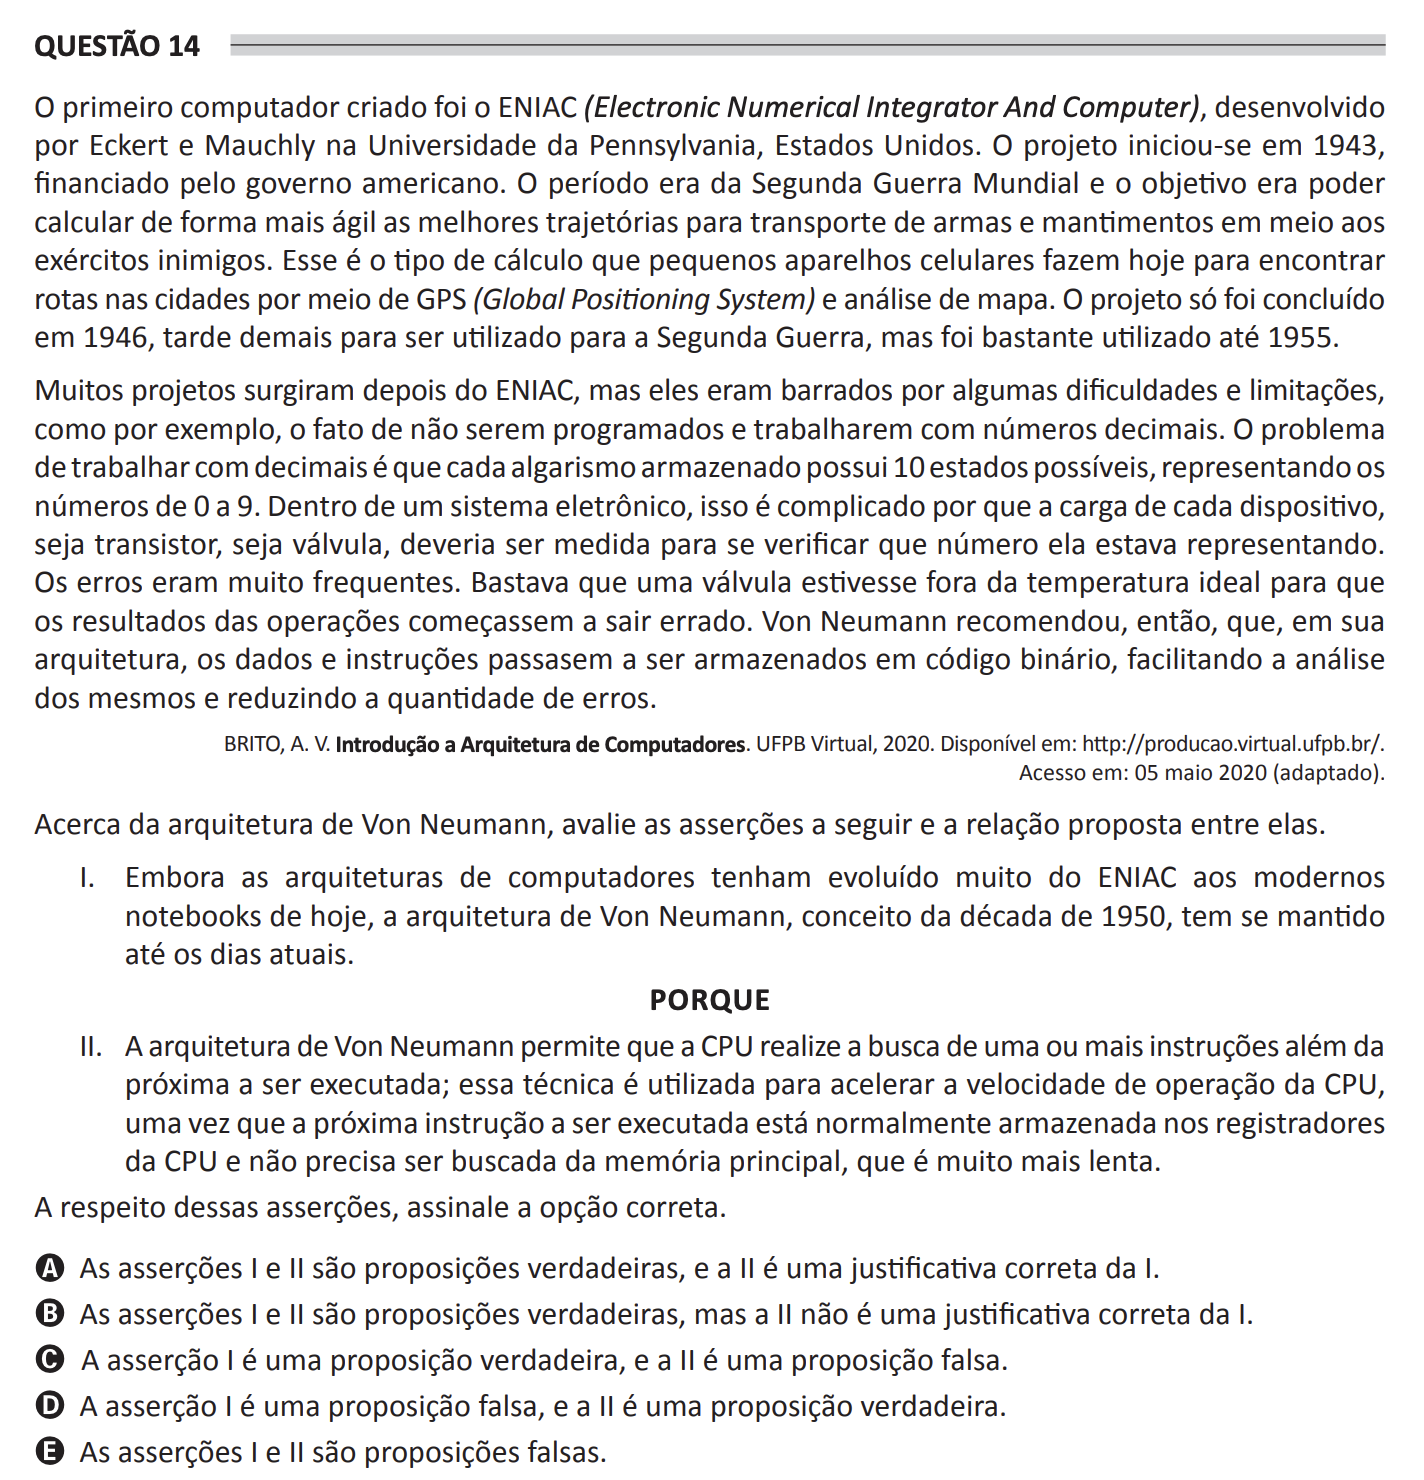 QUESTÃO 14
O primeiro computador criado foi o ENIAC (Electronic Numerical Integrator And Computer), desenvolvido
por Eckert e Mauchly na Universidade da Pennsylvania, Estados Unidos. O projeto iniciou-se em 1943,
financiado pelo governo americano. O período era da Segunda Guerra Mundial e o objetivo era poder
calcular de forma mais ágil as melhores trajetórias para transporte de armas e mantimentos em meio aos
exércitos inimigos. Esse é o tipo de cálculo que pequenos aparelhos celulares fazem hoje para encontrar
rotas nas cidades por meio de GPS (Global Positioning System) e análise de mapa. O projeto só foi concluído
em 1946, tarde demais para ser utilizado para a Segunda Guerra, mas foi bastante utilizado até 1955.
Muitos projetos surgiram depois do ENIAC, mas eles eram barrados por algumas dificuldades e limitações,
como por exemplo, o fato de não serem programados e trabalharem com números decimais. O problema
de trabalhar com decimais é que cada algarismo armazenado possui 10 estados possíveis, representando os
números de 0 a 9. Dentro de um sistema eletrônico, isso é complicado por que a carga de cada dispositivo,
seja transistor, seja válvula, deveria ser medida para se verificar que número ela estava representando.
Os erros eram muito frequentes. Bastava que uma válvula estivesse fora da temperatura ideal para que
os resultados das operações começassem a sair errado. Von Neumann recomendou, então, que, em sua
arquitetura, os dados e instruções passasem a ser armazenados em código binário, facilitando a análise
dos mesmos e reduzindo a quantidade de erros.
BRITO, A. V. Introdução a Arquitetura de Computadores. UFPB Virtual, 2020. Disponível em: http://producao.virtual.ufpb.br/.
Acesso em: 05 maio 2020 (adaptado).
Acerca da arquitetura de Von Neumann, avalie as asserções a seguir e a relação proposta entre elas.
I. Embora as arquiteturas de computadores tenham evoluído muito do ENIAC aos modernos
notebooks de hoje, a arquitetura de Von Neumann, conceito da década de 1950, tem se mantido
até os dias atuais.
PORQUE
II. A arquitetura de Von Neumann permite que a CPU realize a busca de uma ou mais instruções além da
próxima a ser executada; essa técnica é utilizada para acelerar a velocidade de operação da CPU,
uma vez que a próxima instrução a ser executada está normalmente armazenada nos registradores
da CPU e não precisa ser buscada da memória principal, que é muito mais lenta.
A respeito dessas asserções, assinale a opção correta.
A As asserções I e II são proposições verdadeiras, e a II é uma justificativa correta da I.
B As asserções I e II são proposições verdadeiras, mas a II não é uma justificativa correta da I.
C A asserção I é uma proposição verdadeira, e a II é uma proposição falsa.
D A asserção I é uma proposição falsa, e a II é uma proposição verdadeira.
E As asserções I e II são proposições falsas.